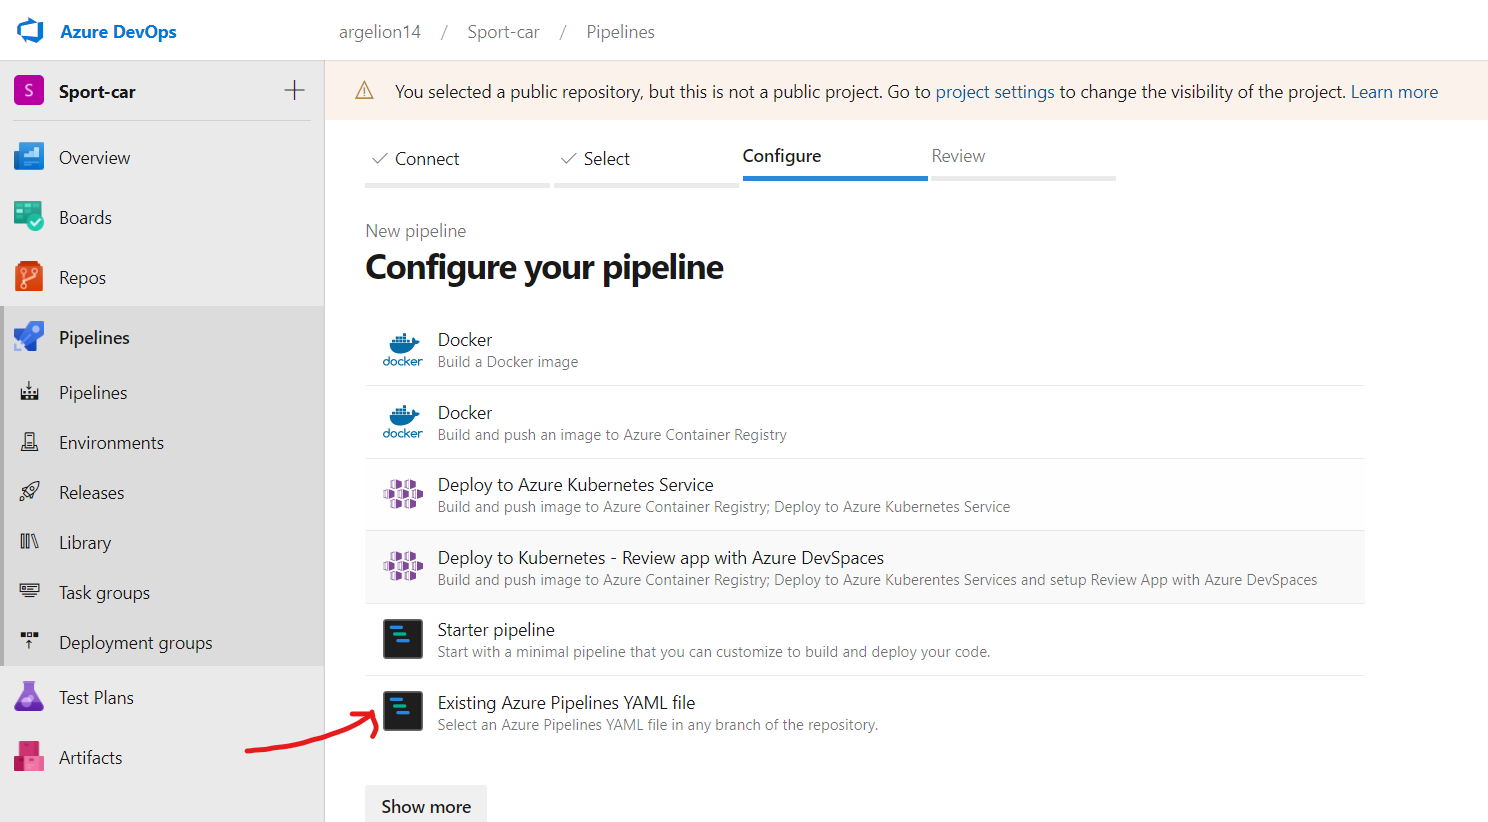 Azure DevOps
argelion14 / Sport-car / Pipelines
S Sport-car
You selected a public repository, but this is not a public project. Go to project settings to change the visibility of the project. Learn more
Overview
Boards
Repos
Pipelines
Pipelines
Environments
Releases
Library
Task groups
Deployment groups
Test Plans
Artifacts
Connect
Select
Configure
Review
New pipeline
Configure your pipeline
docker
Docker
Build a Docker image
docker
Docker
Build and push an image to Azure Container Registry
Deploy to Azure Kubernetes Service
Build and push image to Azure Container Registry; Deploy to Azure Kubernetes Service
Deploy to Kubernetes - Review app with Azure DevSpaces
Build and push image to Azure Container Registry; Deploy to Azure Kuberentes Services and setup Review App with Azure DevSpaces
Starter pipeline
Start with a minimal pipeline that you can customize to build and deploy your code.
Existing Azure Pipelines YAML file
Select an Azure Pipelines YAML file in any branch of the repository.
Show more